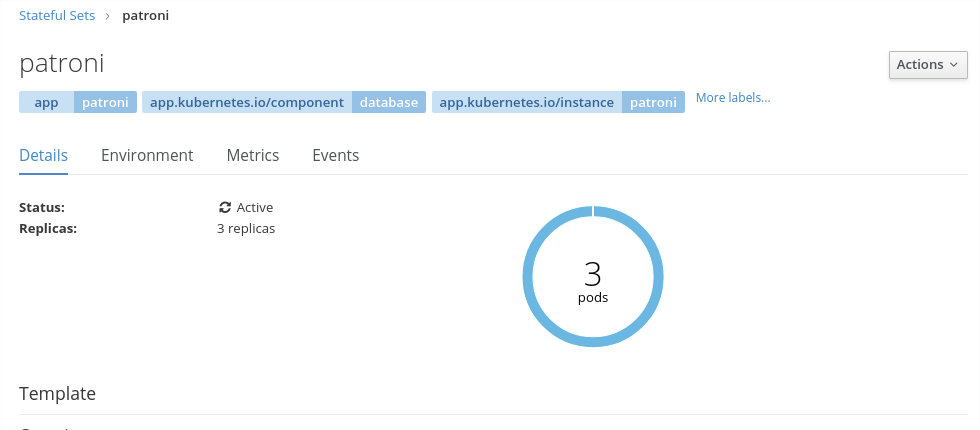 Stateful Sets > patroni
patroni
Actions
app patroni app.kubernetes.io/component database app.kubernetes.io/instance patroni More labels...
Details Environment Metrics Events
Status: Active
Replicas: 3 replicas
3
pods
Template